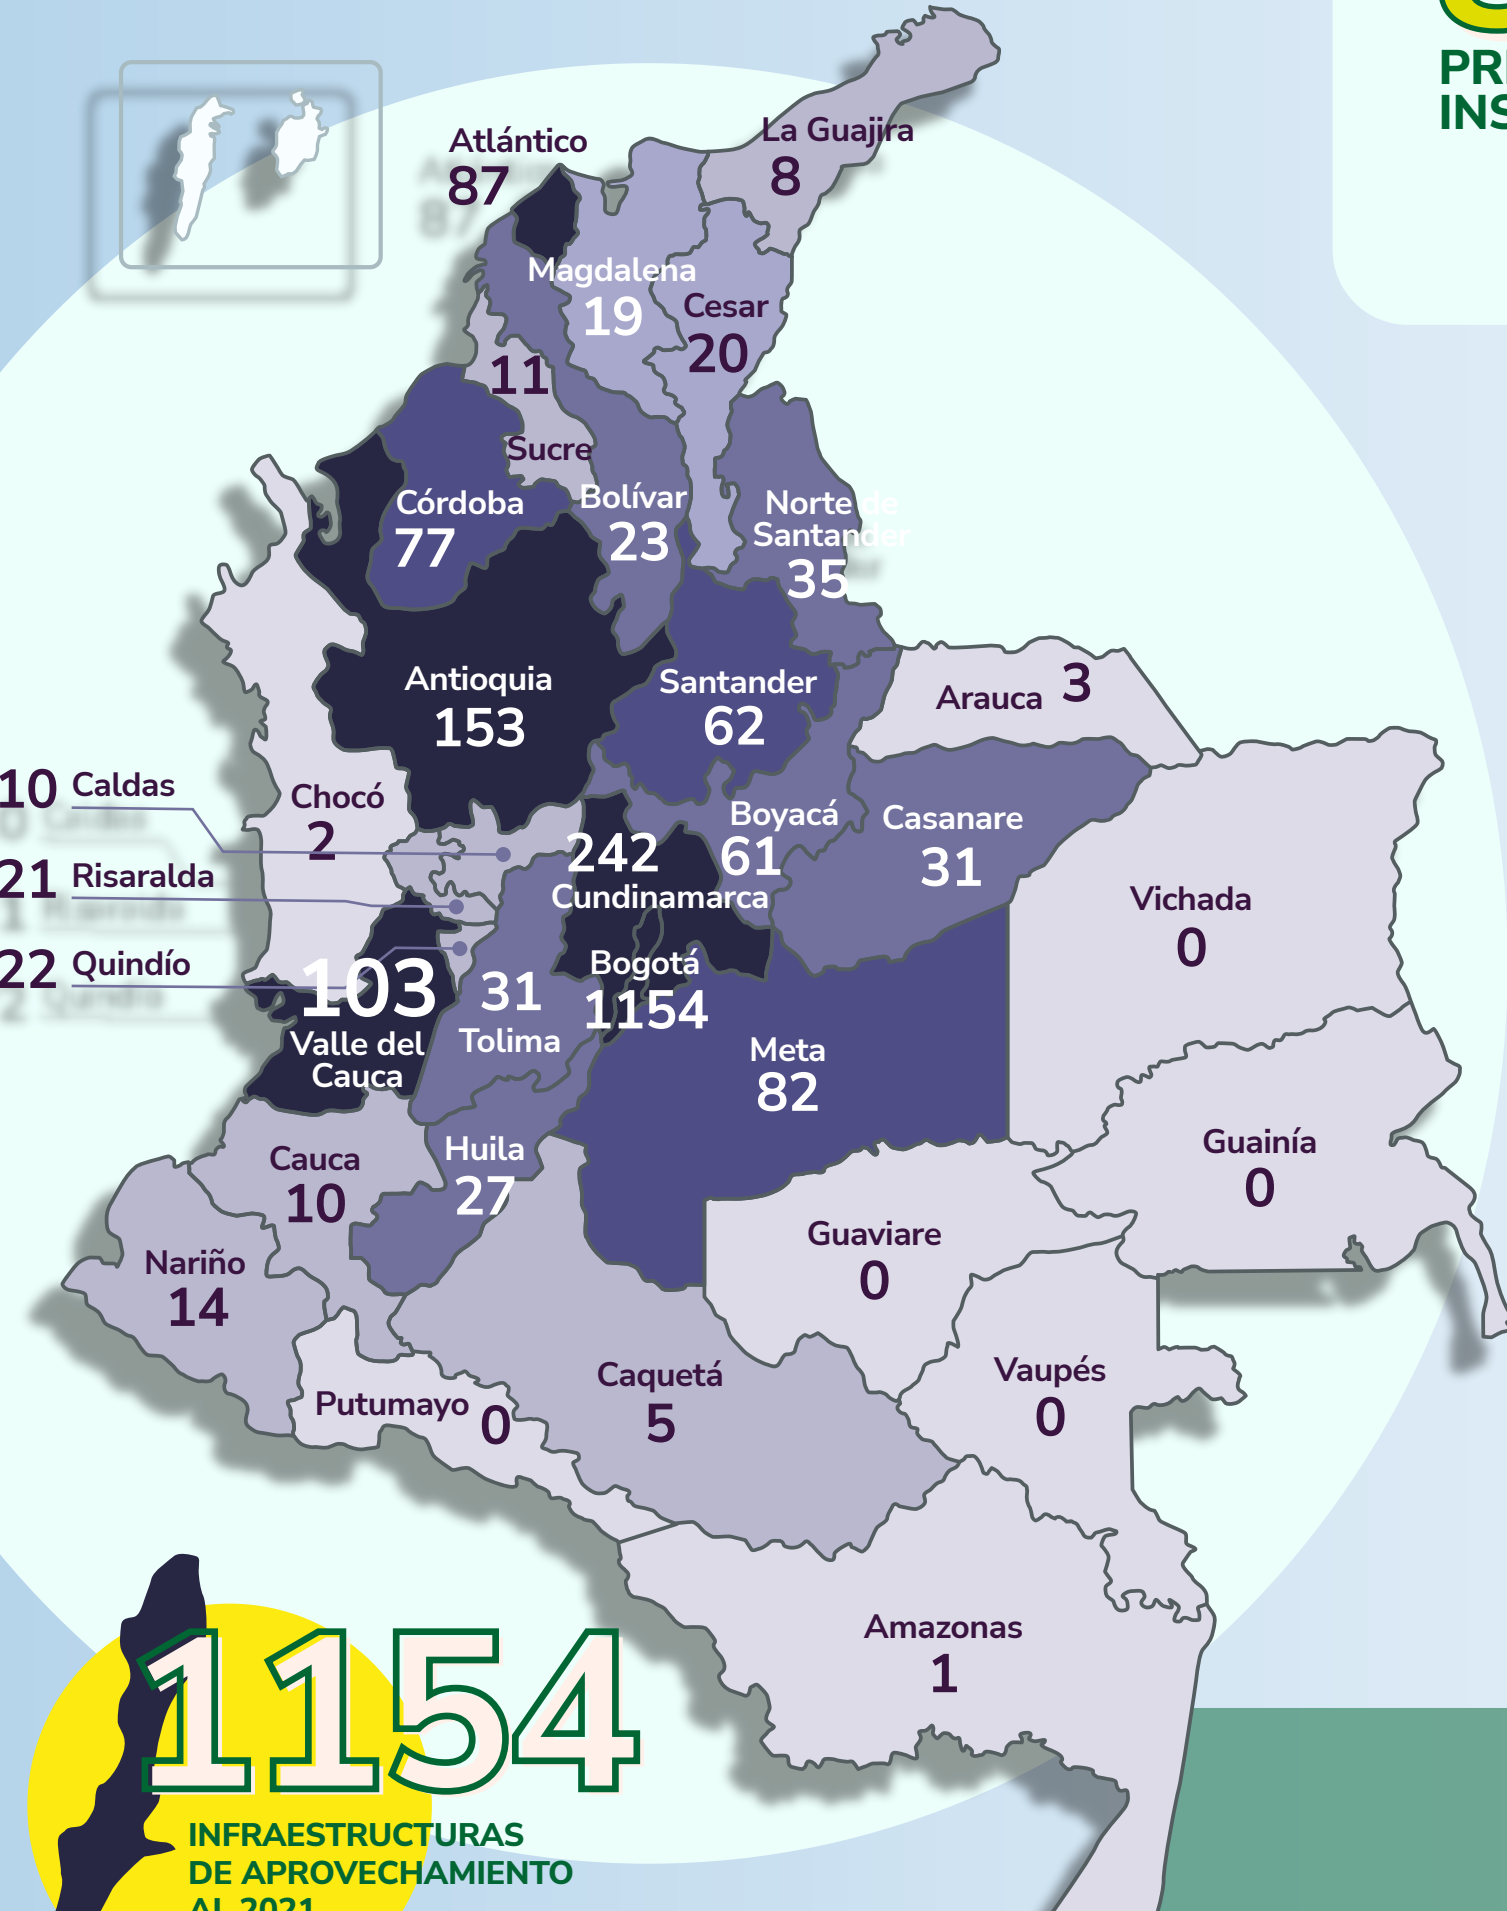 PR
INS
Atlántico
87
La Guajira
8
Magdalena
19
Cesar
20
11
Sucre
Córdoba
77
Bolívar
23
Norte de
Santander
35
Antioquia
153
Santander
62
Arauca 3
10 Caldas
Chocó
2
21 Risaralda
22 Quindío
242
Cundinamarca
Boyacá
61
Casanare
31
Vichada
0
Bogotá
1154
103
Valle del
Cauca
31
Tolima
Meta
82
Guainía
0
Cauca
10
Huila
27
Guaviare
0
Nariño
14
Caquetá
5
Vaupés
0
Putumayo 0
Amazonas
1
1154
INFRAESTRUCTURAS
DE APROVECHAMIENTO
AL 2021